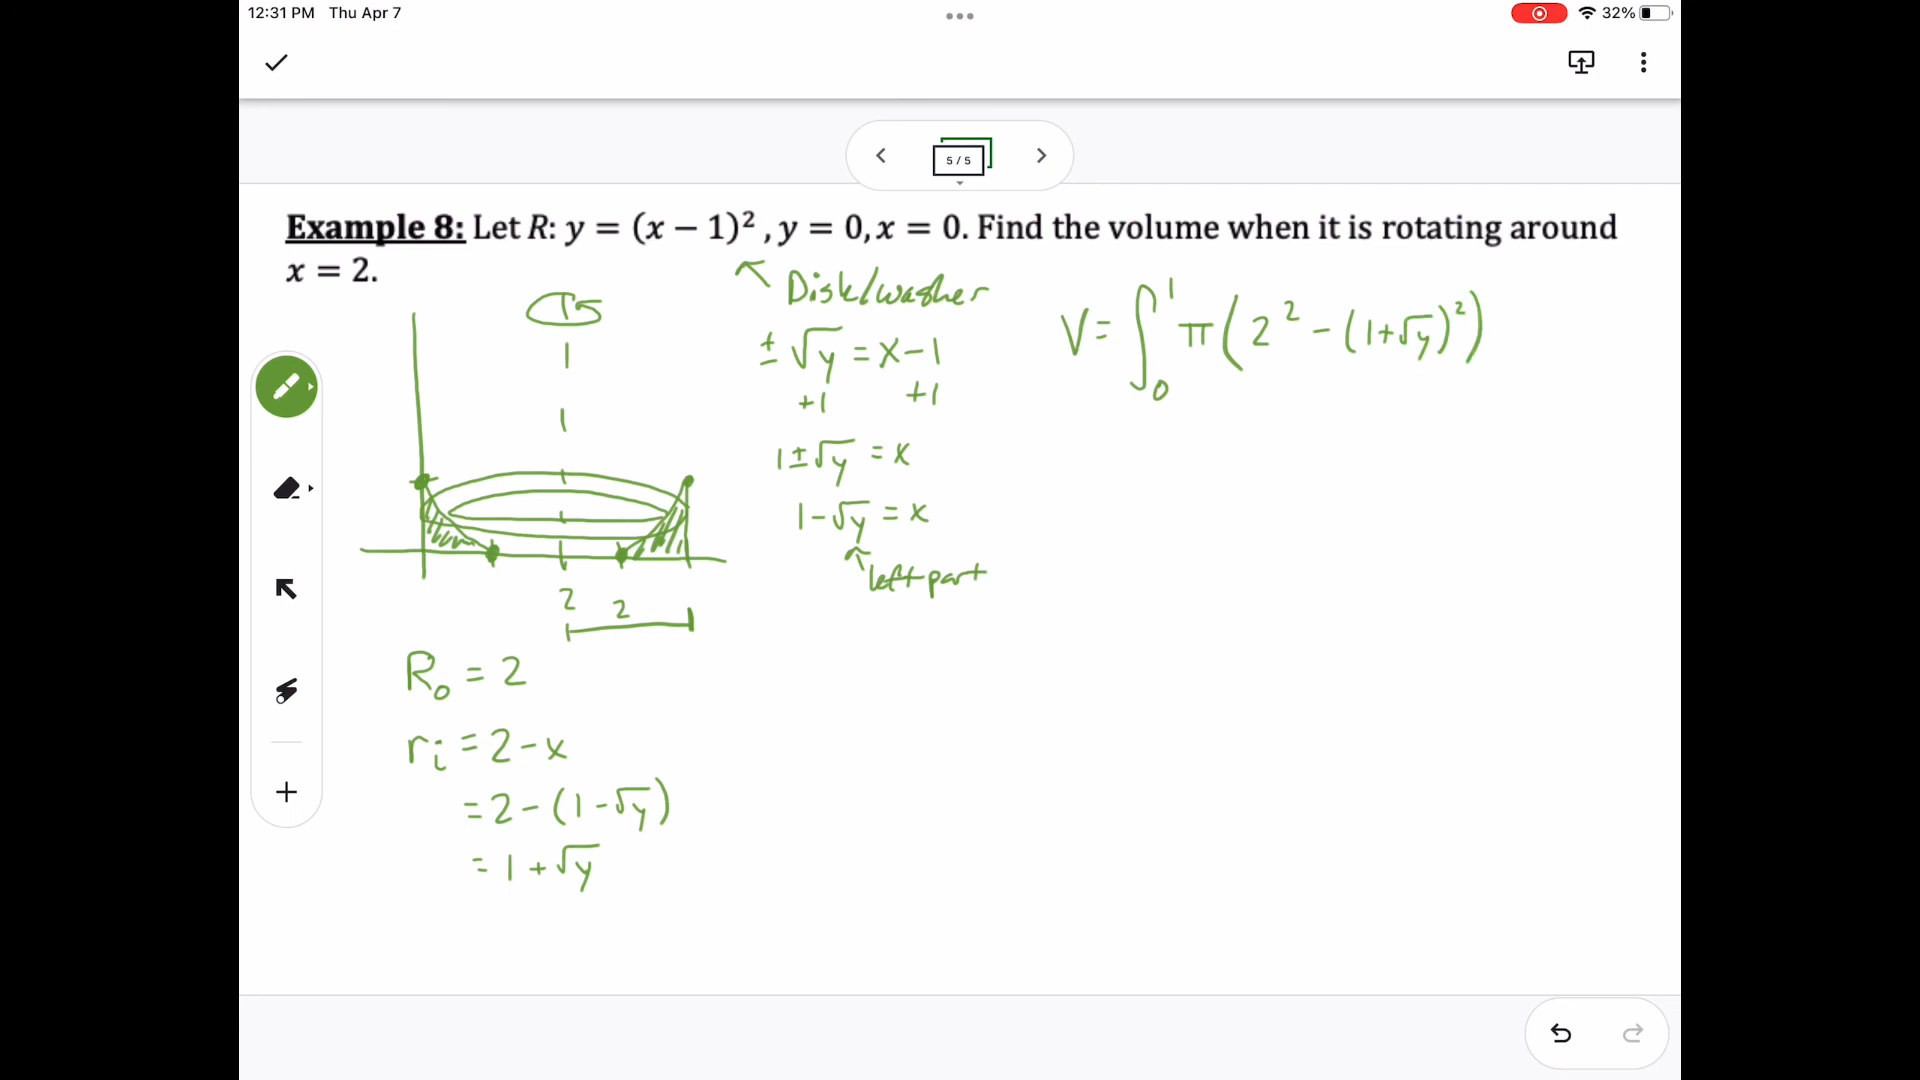 12:31 PM Thu Apr 7
32%
5 / 5
Example 8: Let R: y = (x − 1)², y = 0, x = 0. Find the volume when it is rotating around
x = 2.
Disk/washer
± √y = x − 1
+1 +1
1 ± √y = x
1 − √y = x
left part
2
2
R₀ = 2
rᵢ = 2 − x
= 2 − (1 − √y)
= 1 + √y
V = ∫₀¹ π(2² − (1+√y)²)